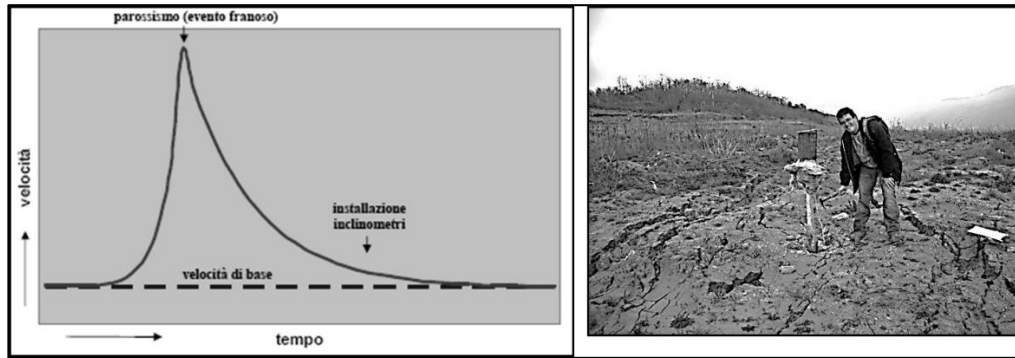 parossismo (evento franoso)
velocità
installazione
inclinometri
velocità di base
tempo